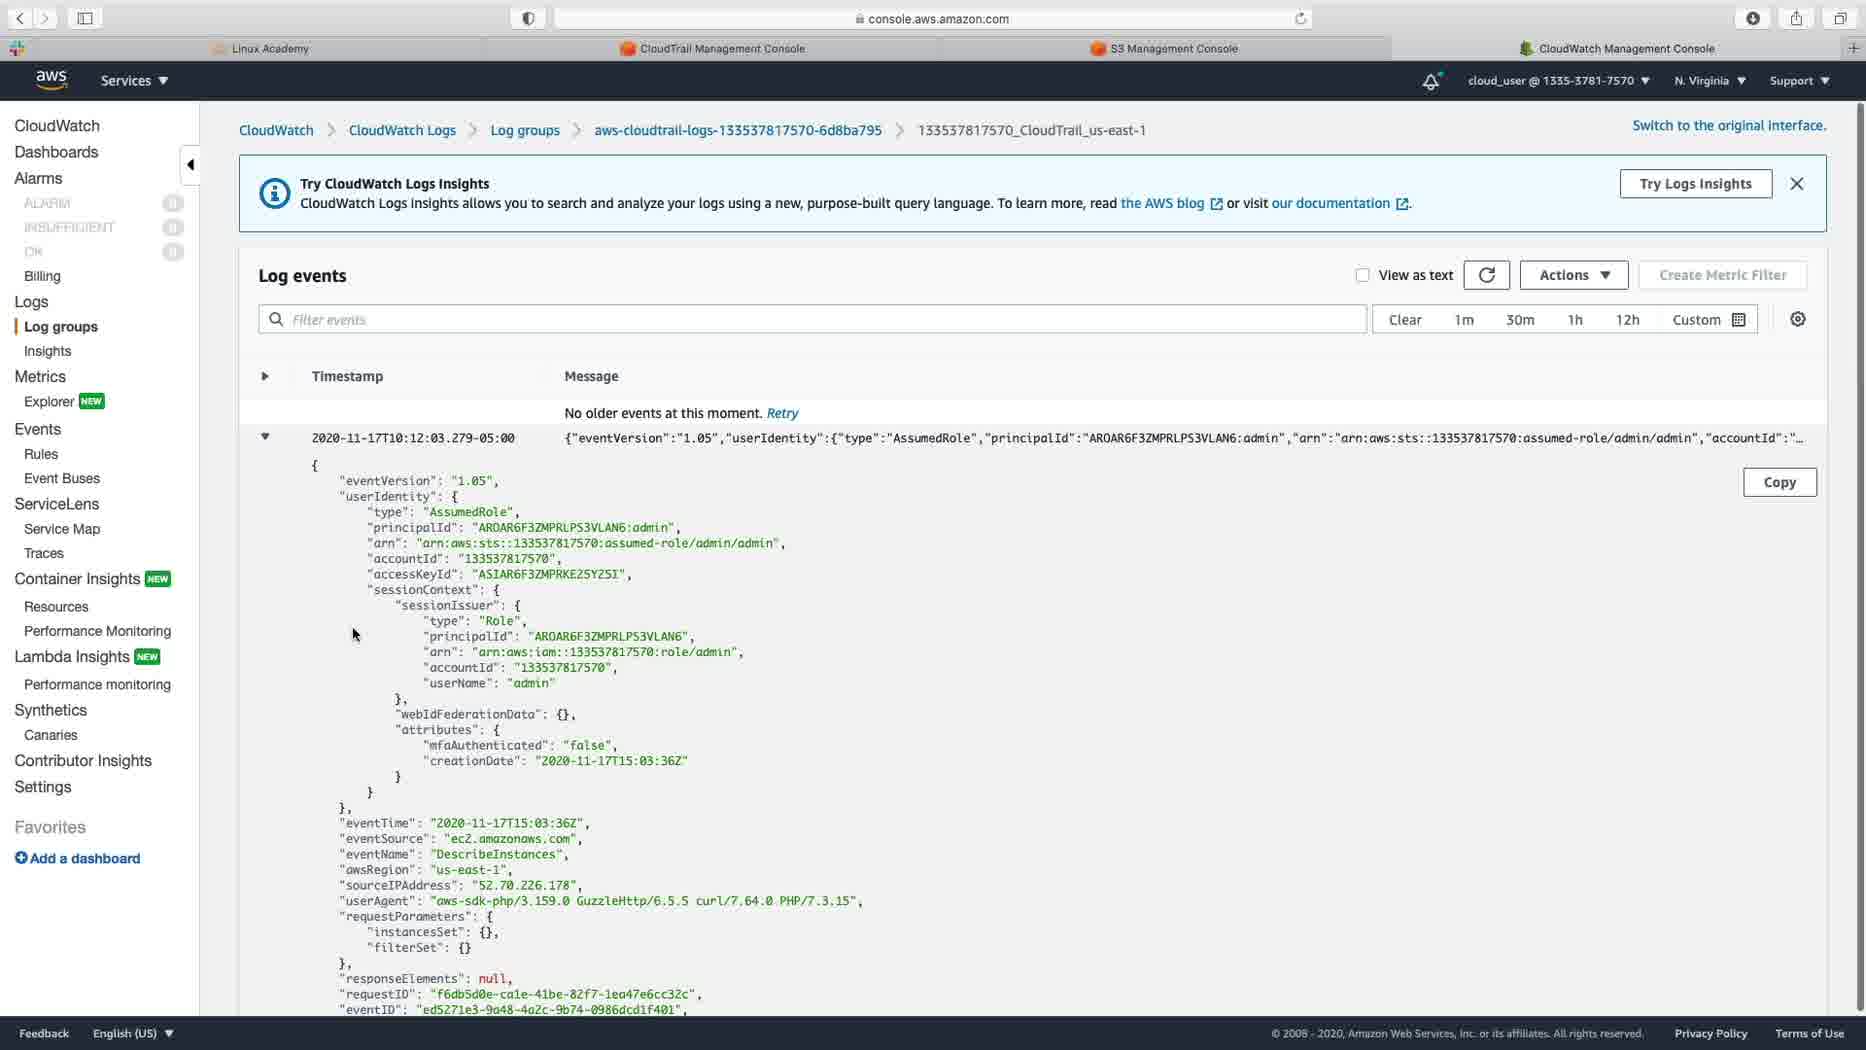 console.aws.amazon.com
Linux Academy
CloudTrail Management Console
S3 Management Console
CloudWatch Management Console
aws
Services
cloud_user @ 1335-3781-7570
N. Virginia
Support
CloudWatch
Dashboards
Alarms
ALARM 0
INSUFFICIENT 0
OK 0
Billing
Logs
Log groups
Insights
Metrics
Explorer NEW
Events
Rules
Event Buses
ServiceLens
Service Map
Traces
Container Insights NEW
Resources
Performance Monitoring
Lambda Insights NEW
Performance monitoring
Synthetics
Canaries
Contributor Insights
Settings
Favorites
Add a dashboard
CloudWatch > CloudWatch Logs > Log groups > aws-cloudtrail-logs-133537817570-6d8ba795 > 133537817570_CloudTrail_us-east-1
Switch to the original interface.
Try CloudWatch Logs Insights
CloudWatch Logs Insights allows you to search and analyze your logs using a new, purpose-built query language. To learn more, read the AWS blog or visit our documentation.
Try Logs Insights
Log events
View as text
Actions
Create Metric Filter
Filter events
Clear 1m 30m 1h 12h Custom
Timestamp Message
No older events at this moment. Retry
2020-11-17T10:12:03.279-05:00 {"eventVersion":"1.05","userIdentity":{"type":"AssumedRole","principalId":"AROAR6F3ZMPRLPS3VLAN6:admin","arn":"arn:aws:sts::133537817570:assumed-role/admin/admin","accountId":"…
Copy
{
"eventVersion": "1.05",
"userIdentity": {
"type": "AssumedRole",
"principalId": "AROAR6F3ZMPRLPS3VLAN6:admin",
"arn": "arn:aws:sts::133537817570:assumed-role/admin/admin",
"accountId": "133537817570",
"accessKeyId": "ASIAR6F3ZMPRKE25Y2SI",
"sessionContext": {
"sessionIssuer": {
"type": "Role",
"principalId": "AROAR6F3ZMPRLPS3VLAN6",
"arn": "arn:aws:iam::133537817570:role/admin",
"accountId": "133537817570",
"userName": "admin"
},
"webIdFederationData": {},
"attributes": {
"mfaAuthenticated": "false",
"creationDate": "2020-11-17T15:03:36Z"
}
}
},
"eventTime": "2020-11-17T15:03:36Z",
"eventSource": "ec2.amazonaws.com",
"eventName": "DescribeInstances",
"awsRegion": "us-east-1",
"sourceIPAddress": "52.70.226.178",
"userAgent": "aws-sdk-php/3.159.0 GuzzleHttp/6.5.5 curl/7.64.0 PHP/7.3.15",
"requestParameters": {
"instancesSet": {},
"filterSet": {}
},
"responseElements": null,
"requestID": "f6db5d0e-ca1e-41be-82f7-1ea47e6cc32c",
"eventID": "ed5271e3-9a48-4a2c-9b74-0986dcd1f401",
Feedback
English (US)
© 2008 - 2020, Amazon Web Services, Inc. or its affiliates. All rights reserved.
Privacy Policy
Terms of Use